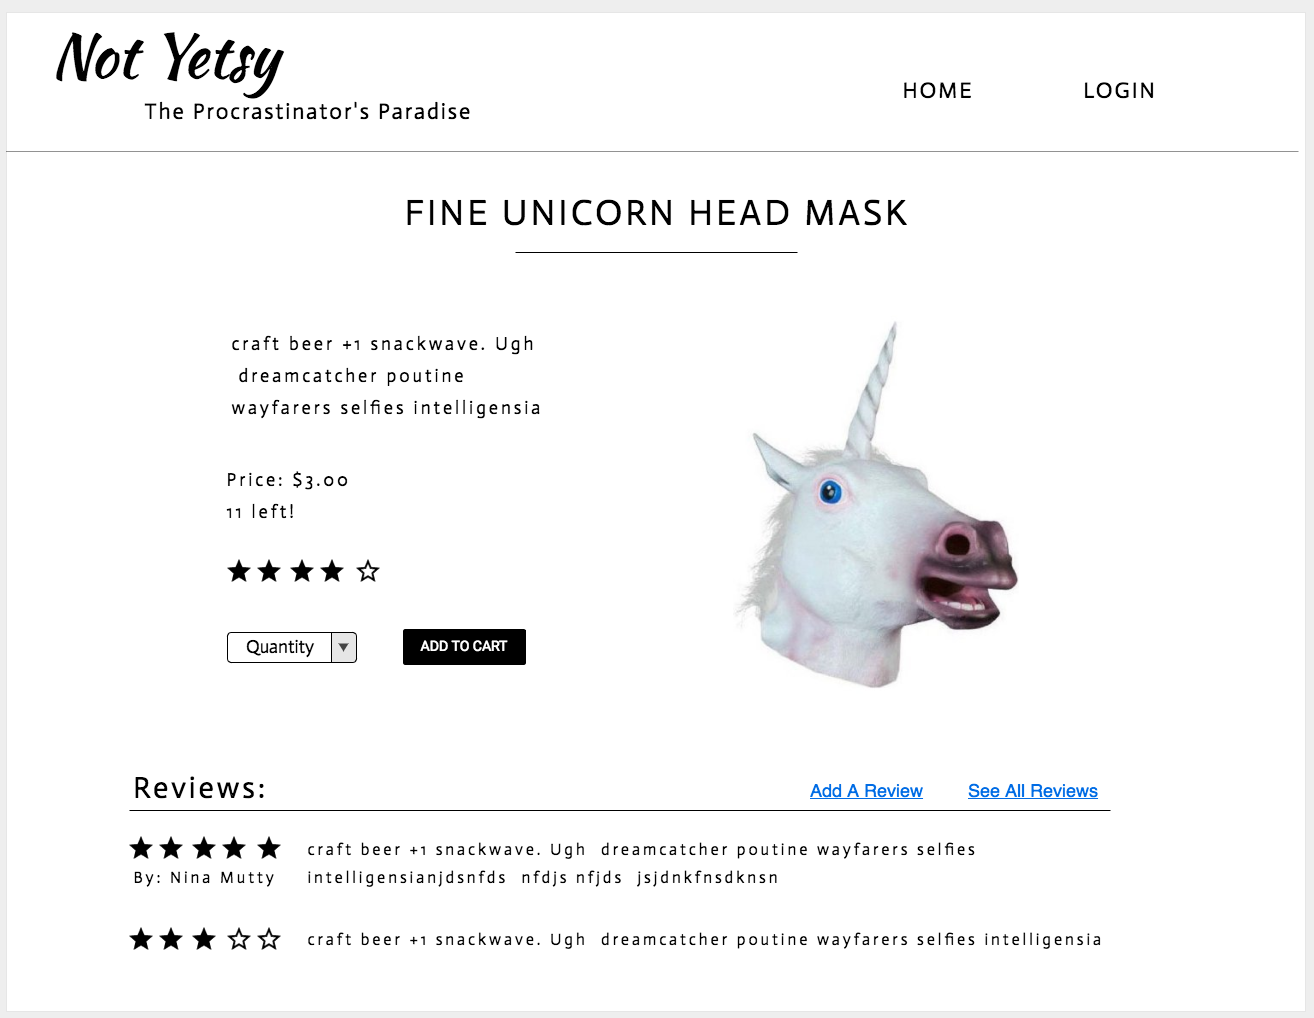 Not Yetsy
The Procrastinator's Paradise
HOME
LOGIN
FINE UNICORN HEAD MASK
craft beer +1 snackwave. Ugh
dreamcatcher poutine
wayfarers selfies intelligensia
Price: $3.00
11 left!
Quantity
ADD TO CART
Reviews:
Add A Review
See All Reviews
craft beer +1 snackwave. Ugh dreamcatcher poutine wayfarers selfies
By: Nina Mutty
intelligensianjdsnfds nfdjs nfjds jsjdnkfnsdknsn
craft beer +1 snackwave. Ugh dreamcatcher poutine wayfarers selfies intelligensia